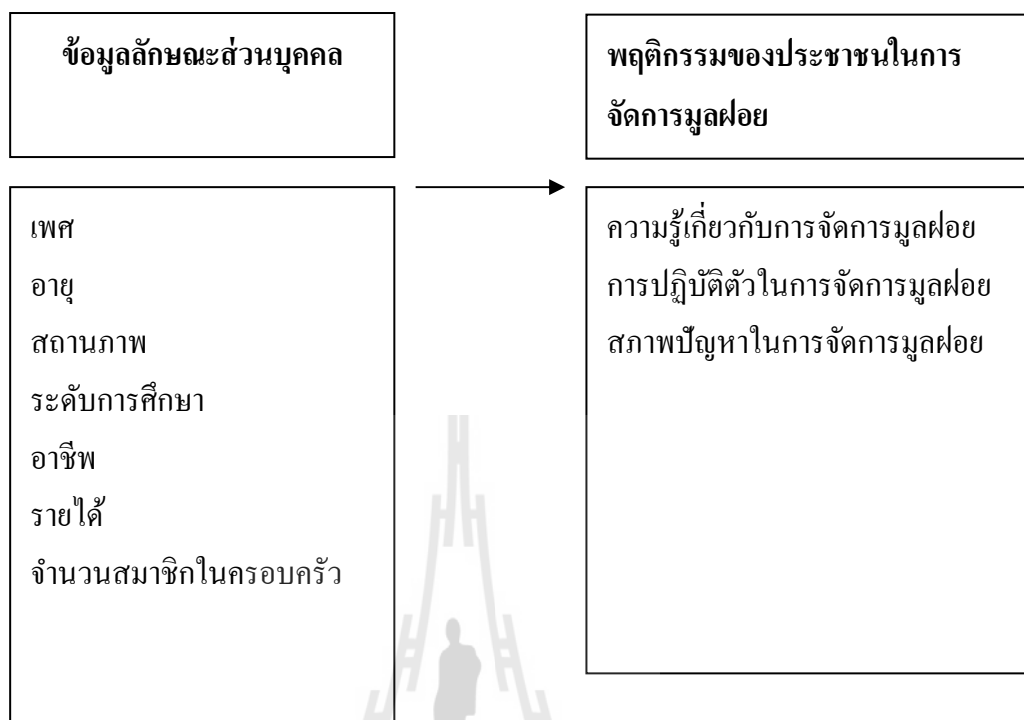 ข้อมูลลักษณะส่วนบุคคล
เพศ
อายุ
สถานภาพ
ระดับการศึกษา
อาชีพ
รายได้
จำนวนสมาชิกในครอบครัว
พฤติกรรมของประชาชนในการ
จัดการมูลฝอย
ความรู้เกี่ยวกับการจัดการมูลฝอย
การปฏิบัติตัวในการจัดการมูลฝอย
สภาพปัญหาในการจัดการมูลฝอย